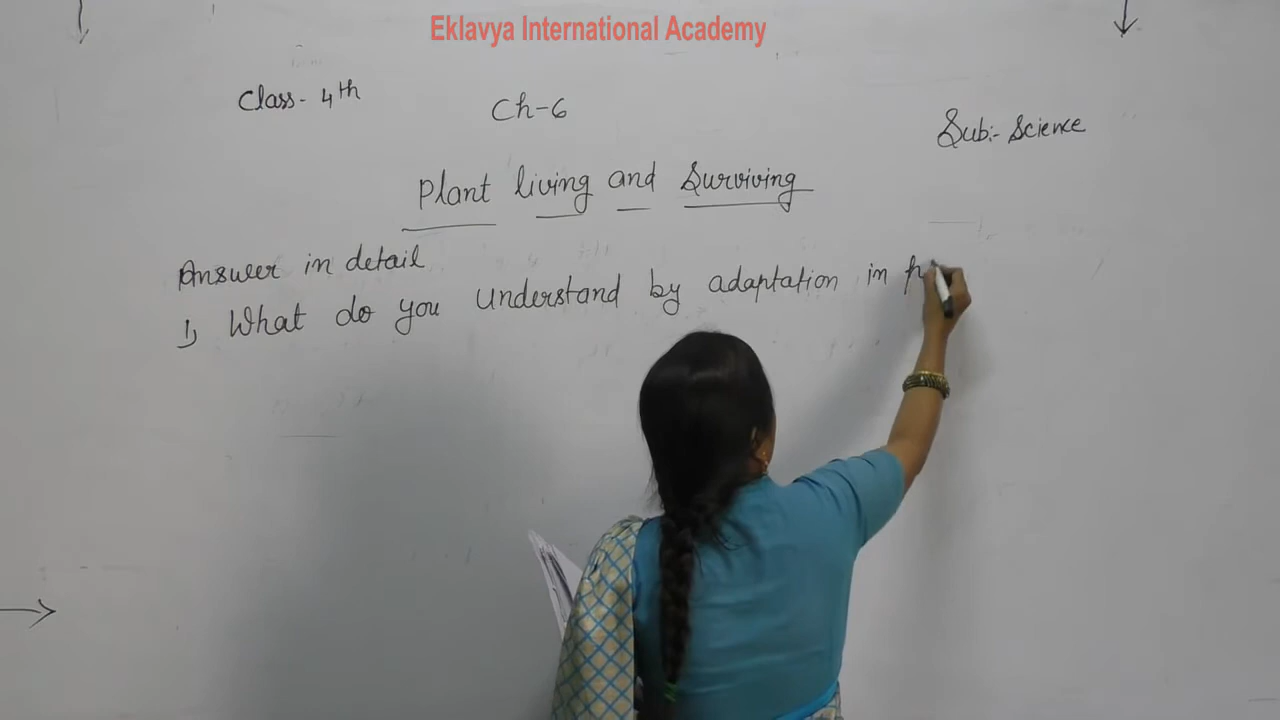 Eklavya International Academy
Class- 4th
Ch-6
Sub:- Science
Plant living and Surviving
Answer in detail
1) What do you understand by adaptation in